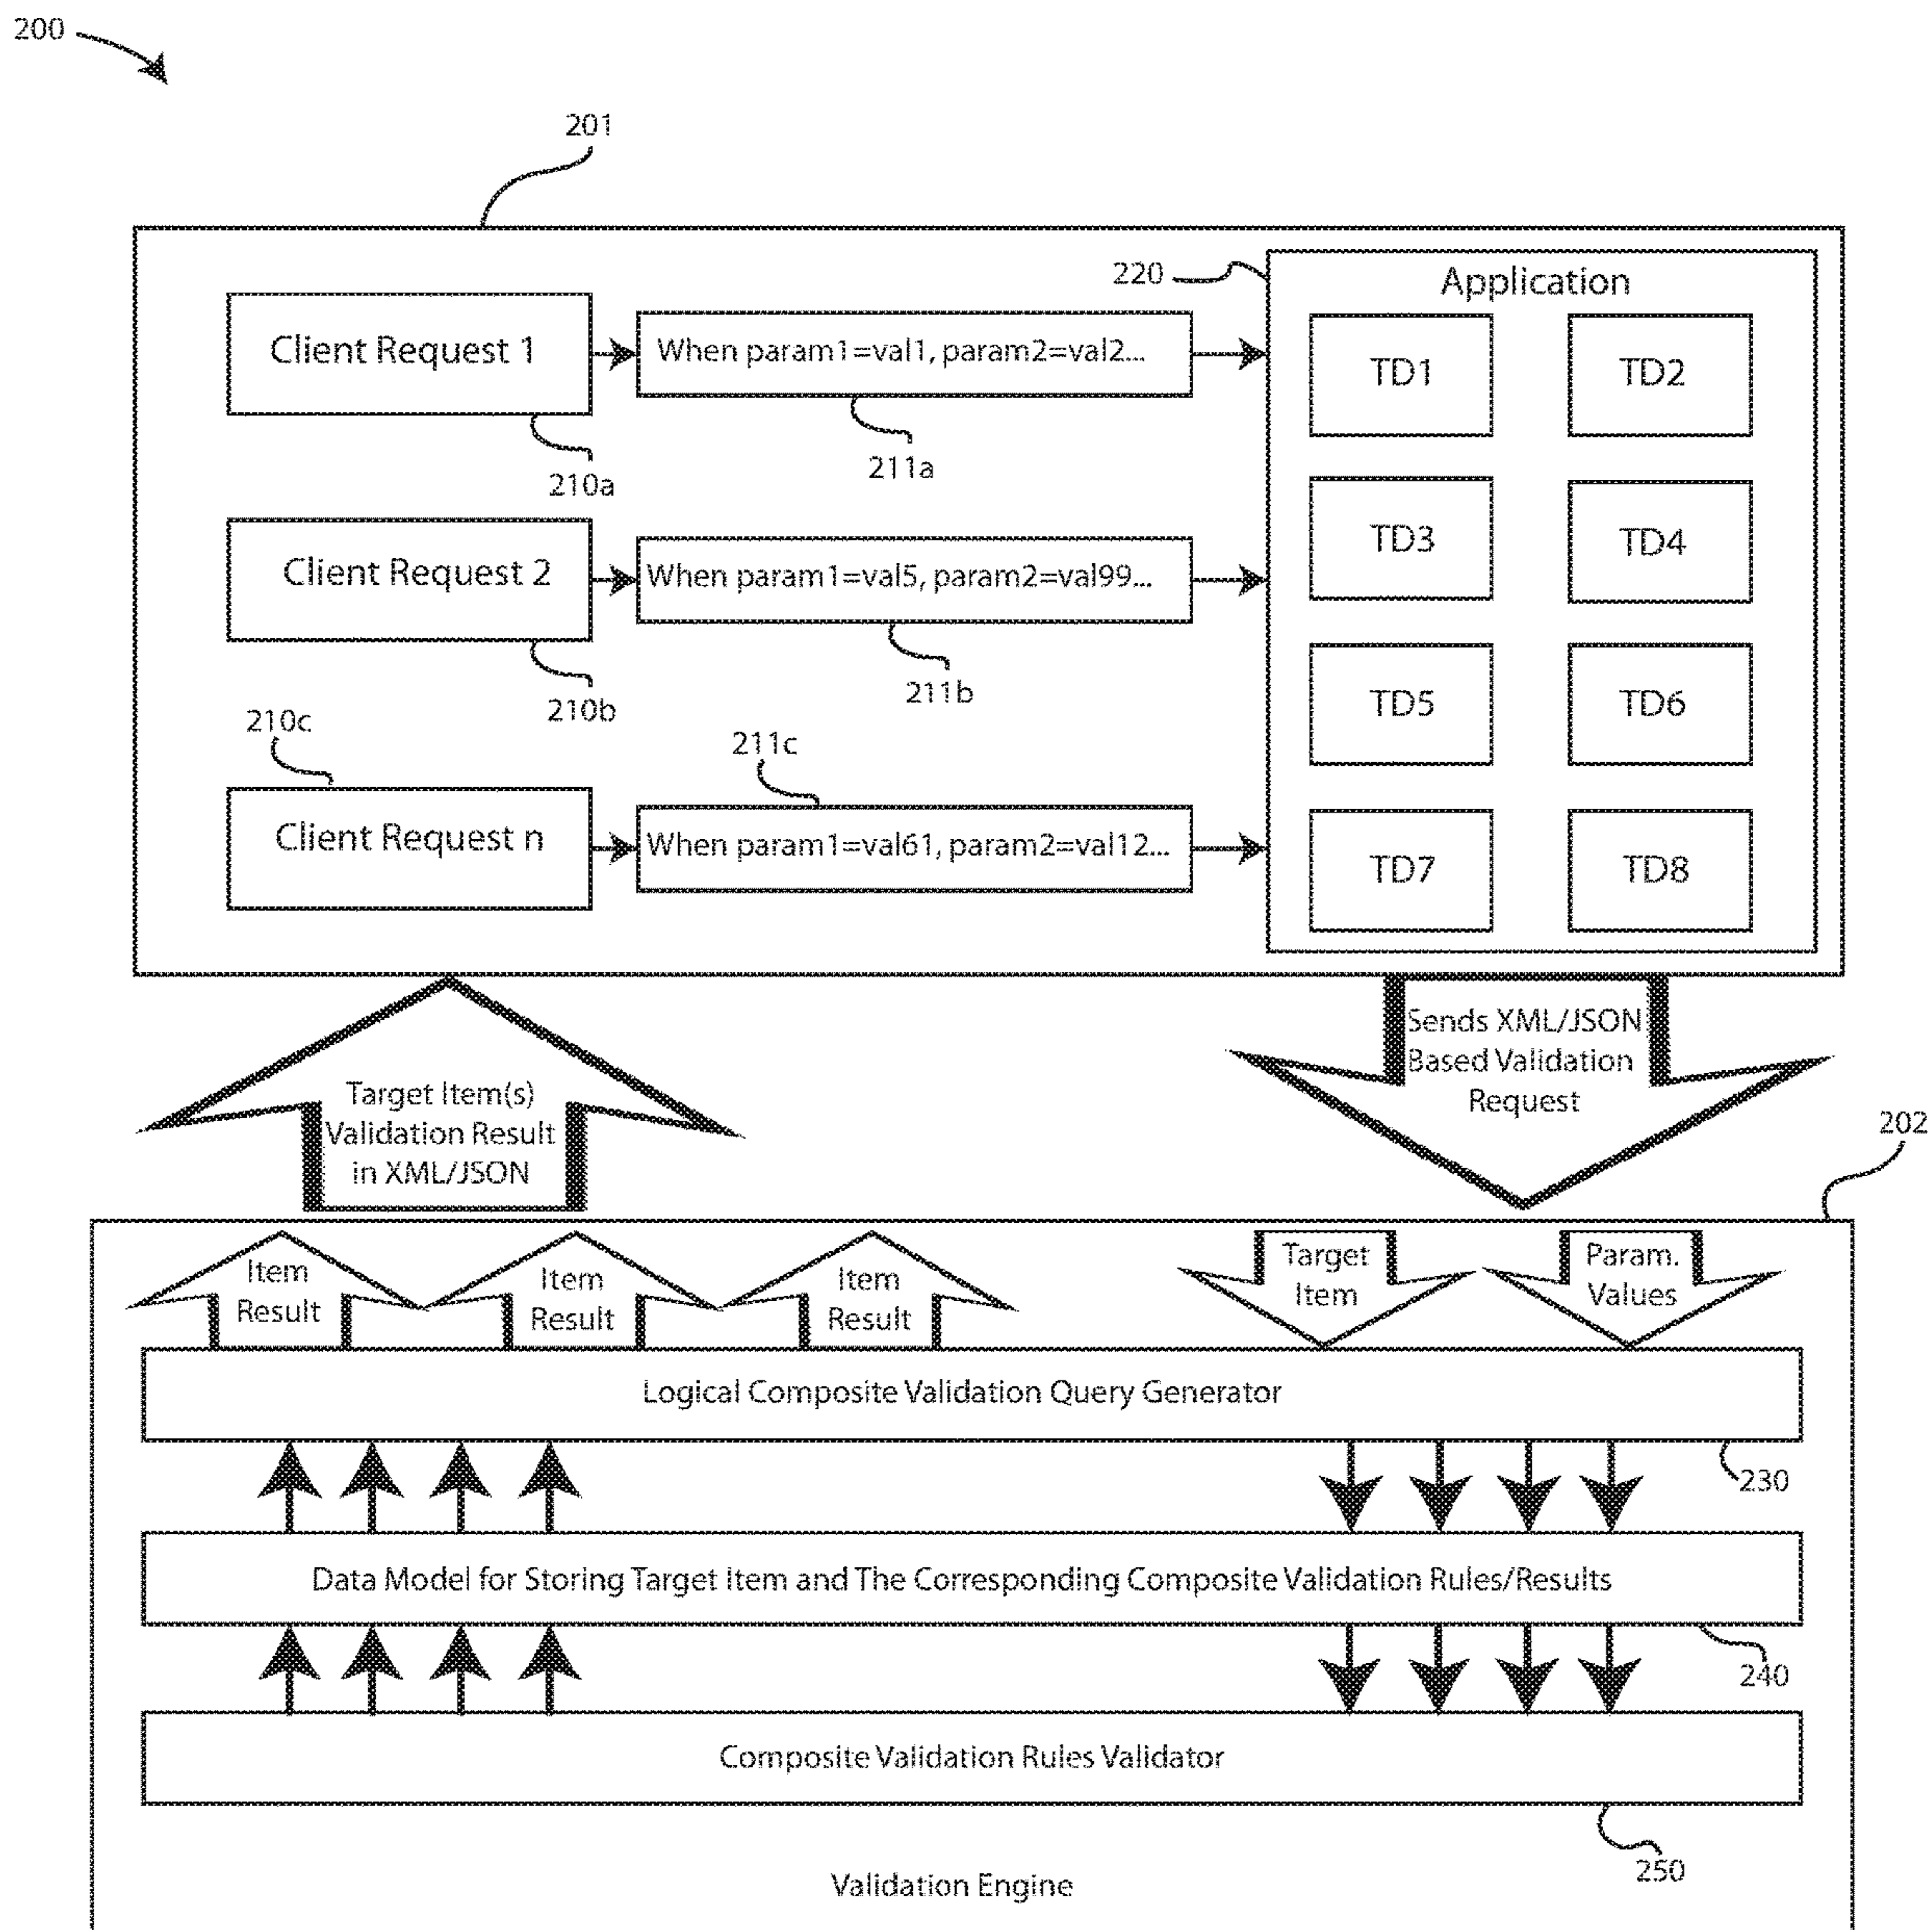 200
201
220
Application
Client Request 1
When param1=val1, param2=val2...
TD1
TD2
210a
211a
Client Request 2
When param1=val5, param2=val99...
TD3
TD4
210b
211b
TD5
TD6
210c
211c
Client Request n
When param1=val61, param2=val12...
TD7
TD8
Target Item(s)
Validation Result
in XML/JSON
Sends XML/JSON
Based Validation
Request
202
Item
Result
Item
Result
Item
Result
Target
Item
Param.
Values
Logical Composite Validation Query Generator
230
Data Model for Storing Target Item and The Corresponding Composite Validation Rules/Results
240
Composite Validation Rules Validator
250
Validation Engine